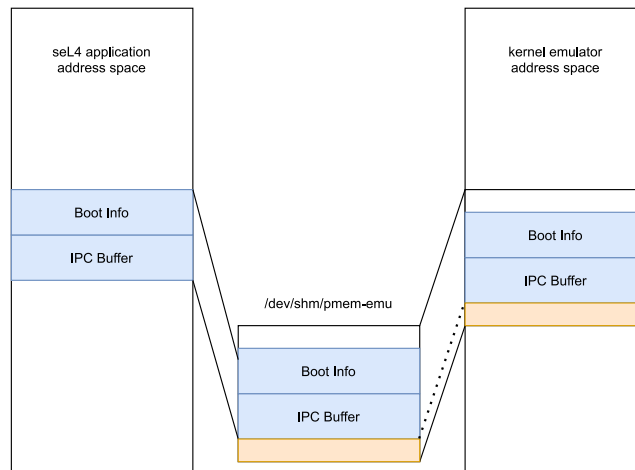 seL4 application
address space
kernel emulator
address space
Boot Info
IPC Buffer
Boot Info
IPC Buffer
/dev/shm/pmem-emu
Boot Info
IPC Buffer